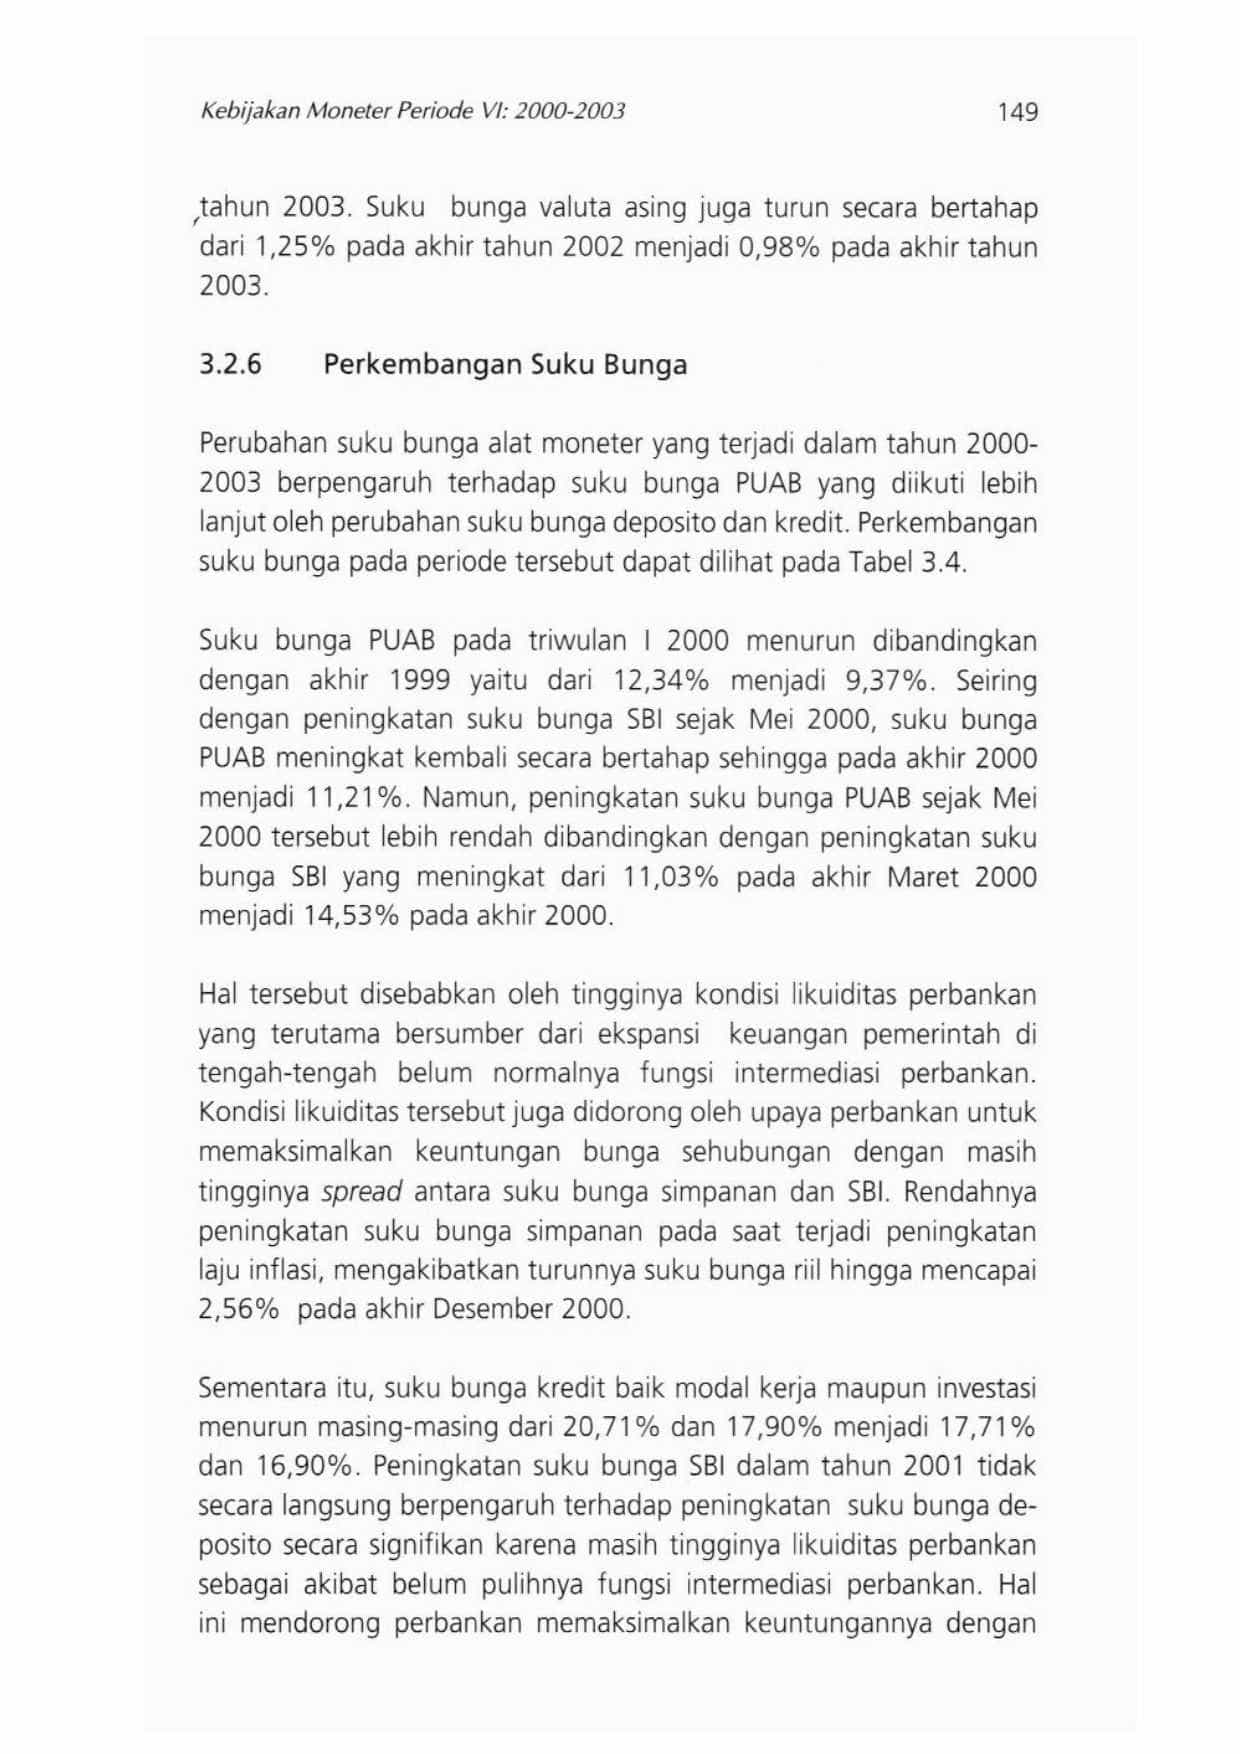 Kebijakan Moneter Periode VI: 2000-2003 149
tahun 2003. Suku bunga valuta asing juga turun secara bertahap
dari 1,25% pada akhir tahun 2002 menjadi 0,98% pada akhir tahun
2003.
3.2.6 Perkembangan Suku Bunga
Perubahan suku bunga alat moneter yang terjadi dalam tahun 2000-
2003 berpengaruh terhadap suku bunga PUAB yang diikuti lebih
lanjut oleh perubahan suku bunga deposito dan kredit. Perkembangan
suku bunga pada periode tersebut dapat dilihat pada Tabel 3.4.
Suku bunga PUAB pada triwulan I 2000 menurun dibandingkan
dengan akhir 1999 yaitu dari 12,34% menjadi 9,37%. Seiring
dengan peningkatan suku bunga SBI sejak Mei 2000, suku bunga
PUAB meningkat kembali secara bertahap sehingga pada akhir 2000
menjadi 11,21%. Namun, peningkatan suku bunga PUAB sejak Mei
2000 tersebut lebih rendah dibandingkan dengan peningkatan suku
bunga SBI yang meningkat dari 11,03% pada akhir Maret 2000
menjadi 14,53% pada akhir 2000.
Hal tersebut disebabkan oleh tingginya kondisi likuiditas perbankan
yang terutama bersumber dari ekspansi keuangan pemerintah di
tengah-tengah belum normalnya fungsi intermediasi perbankan.
Kondisi likuiditas tersebut juga didorong oleh upaya perbankan untuk
memaksimalkan keuntungan bunga sehubungan dengan masih
tingginya spread antara suku bunga simpanan dan SBI. Rendahnya
peningkatan suku bunga simpanan pada saat terjadi peningkatan
laju inflasi, mengakibatkan turunnya suku bunga riil hingga mencapai
2,56% pada akhir Desember 2000.
Sementara itu, suku bunga kredit baik modal kerja maupun investasi
menurun masing-masing dari 20,71% dan 17,90% menjadi 17,71%
dan 16,90%. Peningkatan suku bunga SBI dalam tahun 2001 tidak
secara langsung berpengaruh terhadap peningkatan suku bunga de-
posito secara signifikan karena masih tingginya likuiditas perbankan
sebagai akibat belum pulihnya fungsi intermediasi perbankan. Hal
ini mendorong perbankan memaksimalkan keuntungannya dengan